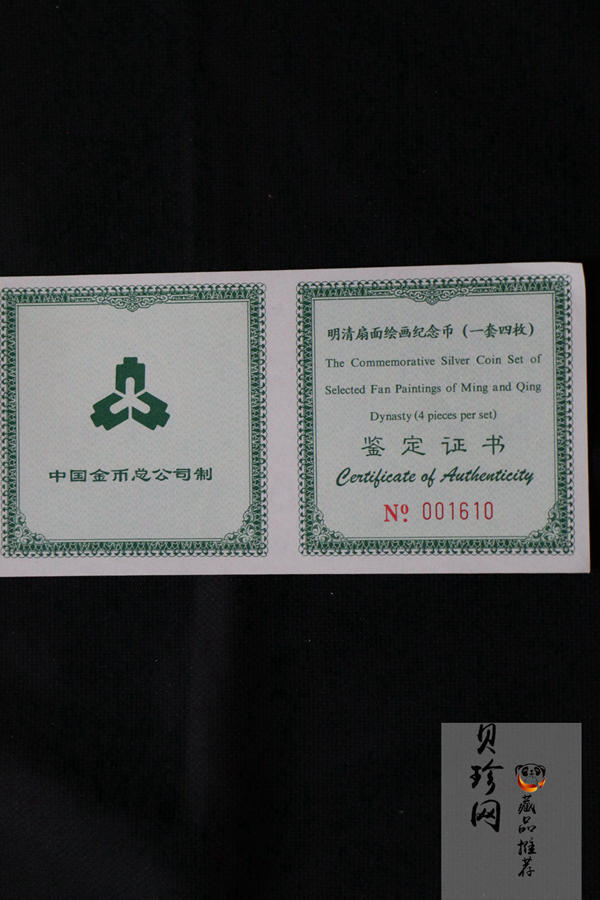 中国金币总公司制
明清扇面绘画纪念币（一套四枚）
The Commemorative Silver Coin Set of
Selected Fan Paintings of Ming and Qing
Dynasty (4 pieces per set)
鉴定证书
Certificate of Authenticity
Nº. 001610
贝珍网
藏品推荐